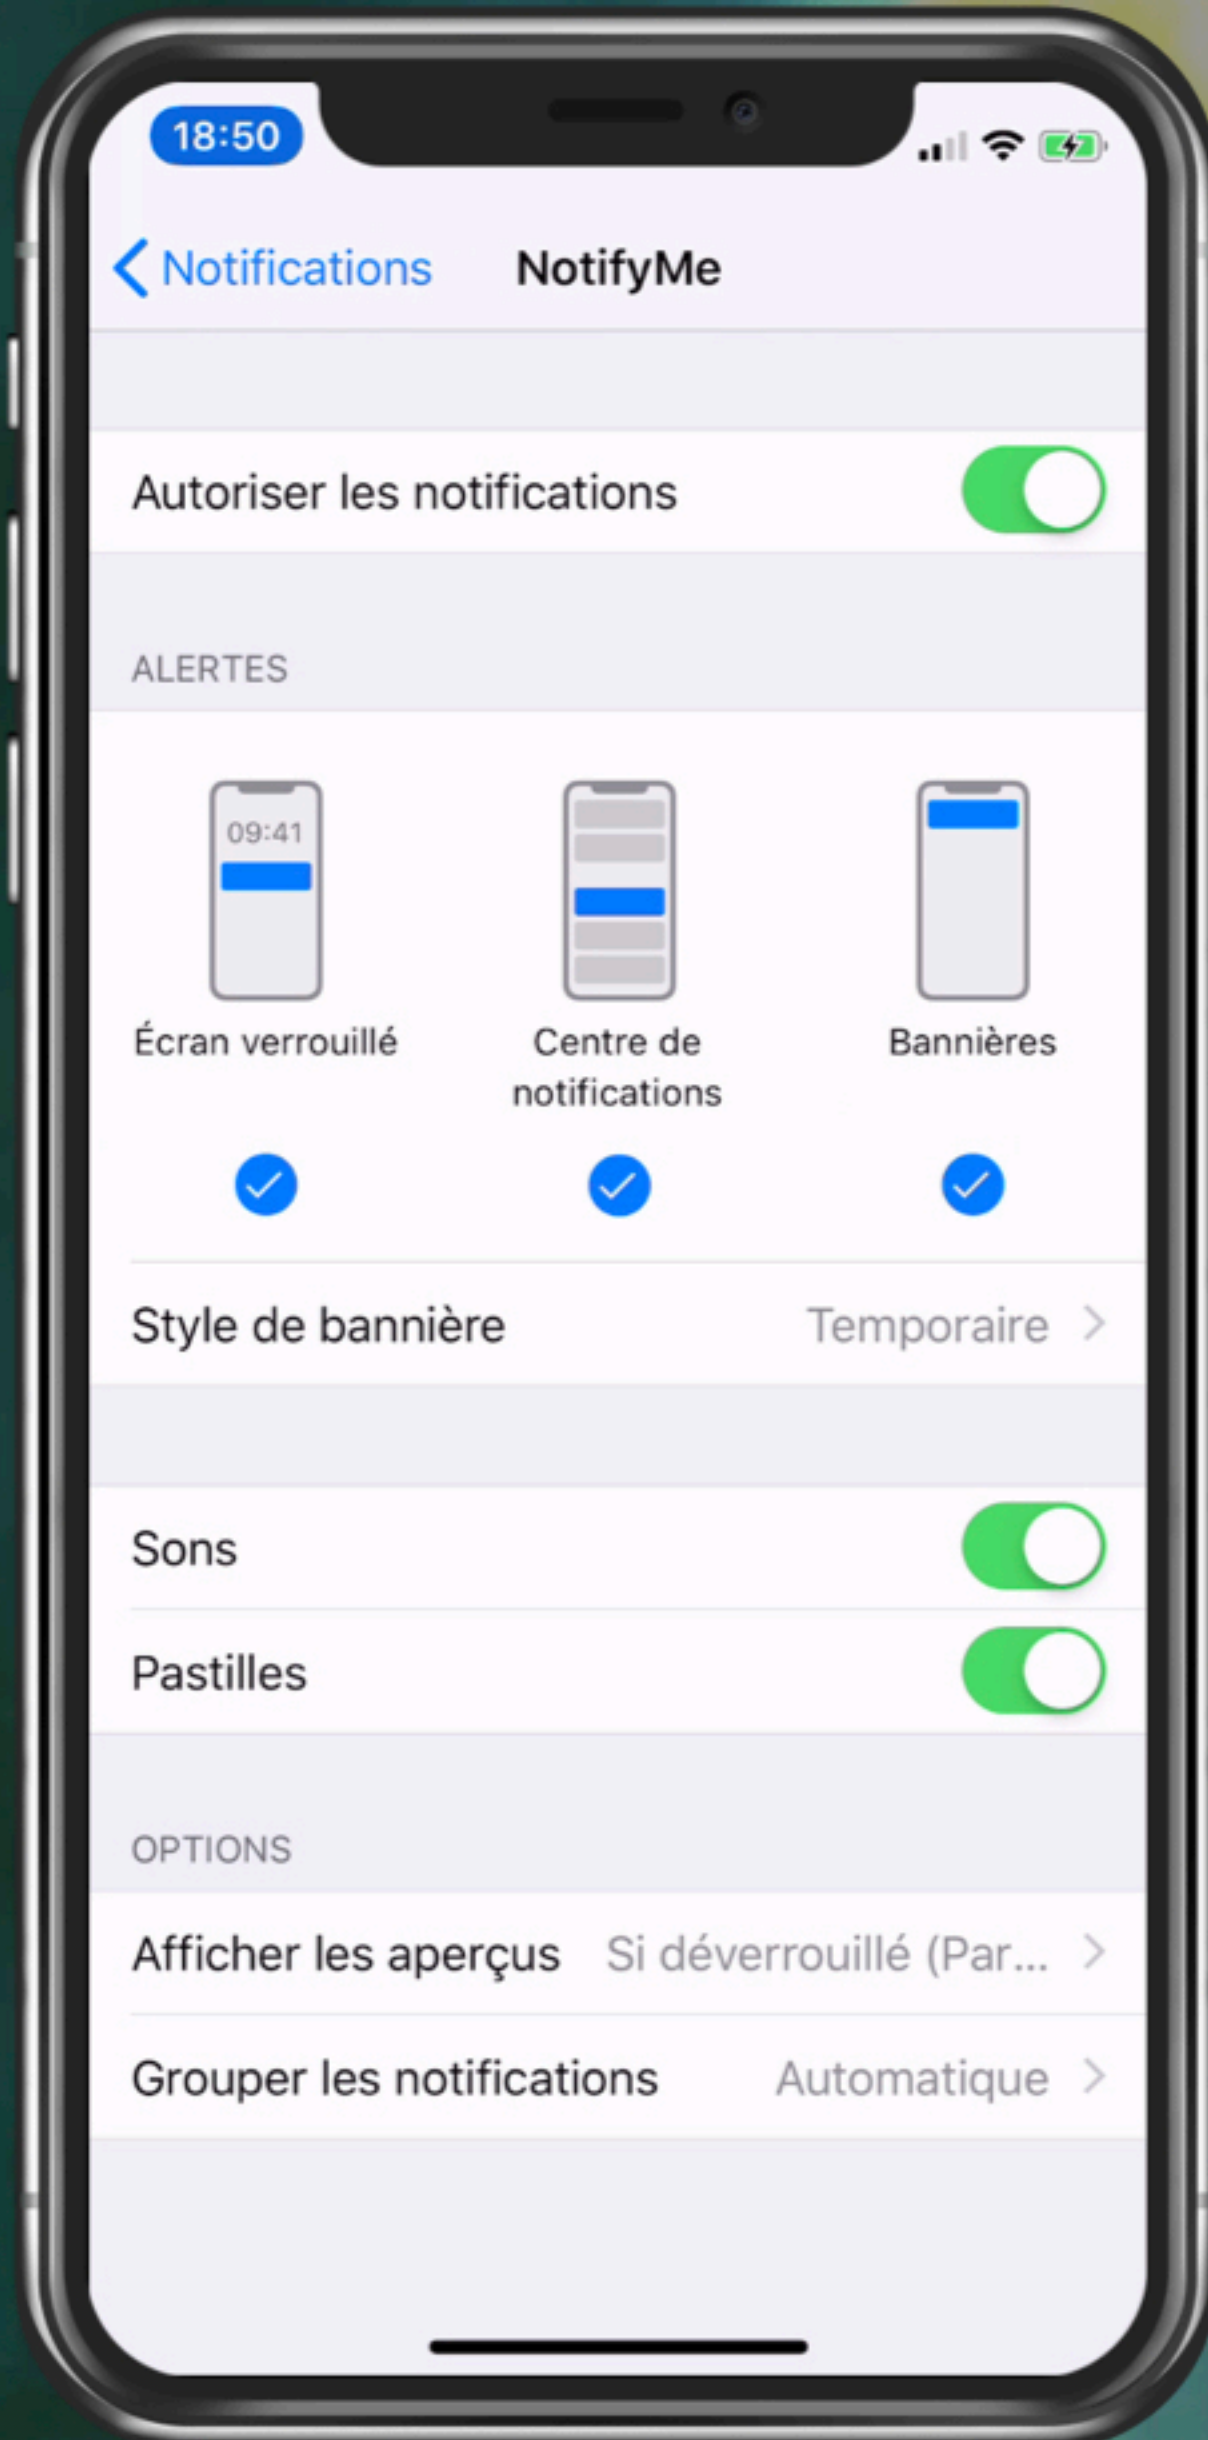 18:50
Notifications
NotifyMe
Autoriser les notifications
ALERTES
09:41
Écran verrouillé
Centre de
notifications
Bannières
Style de bannière
Temporaire
Sons
Pastilles
OPTIONS
Afficher les aperçus
Si déverrouillé (Par...
Grouper les notifications
Automatique